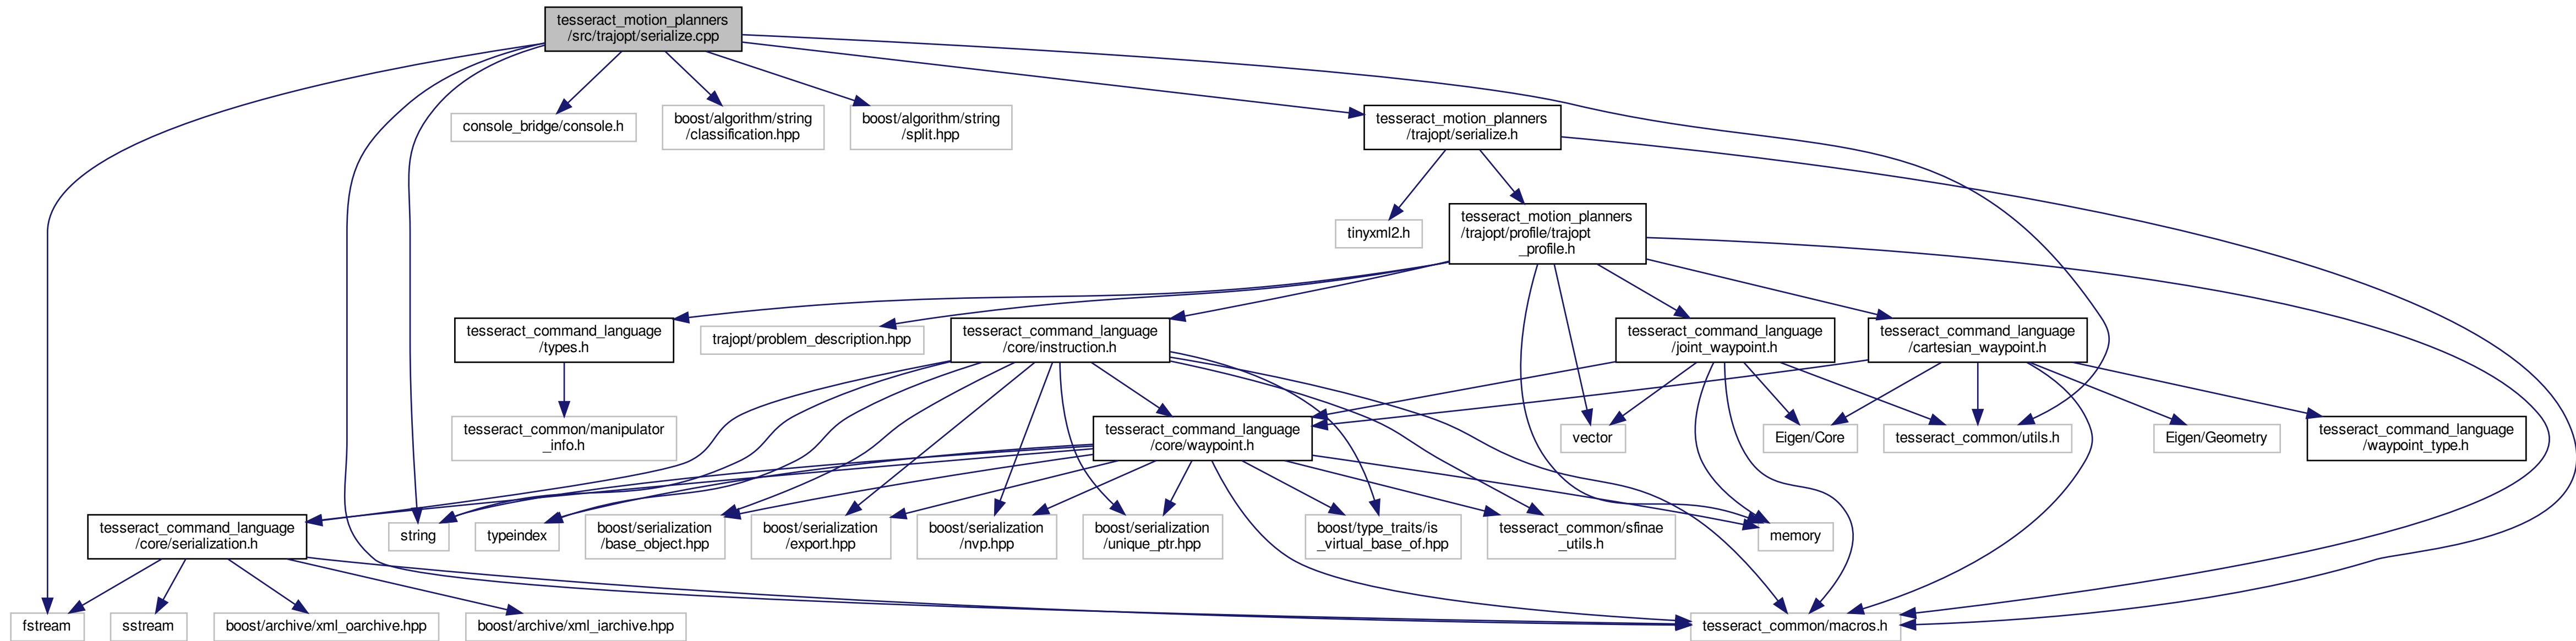 tesseract_motion_planners
/src/trajopt/serialize.cpp
console_bridge/console.h
boost/algorithm/string
/classification.hpp
boost/algorithm/string
/split.hpp
tesseract_motion_planners
/trajopt/serialize.h
tinyxml2.h
tesseract_motion_planners
/trajopt/profile/trajopt
_profile.h
tesseract_command_language
/types.h
trajopt/problem_description.hpp
tesseract_command_language
/core/instruction.h
tesseract_command_language
/joint_waypoint.h
tesseract_command_language
/cartesian_waypoint.h
tesseract_common/manipulator
_info.h
tesseract_command_language
/core/waypoint.h
vector
Eigen/Core
tesseract_common/utils.h
Eigen/Geometry
tesseract_command_language
/waypoint_type.h
tesseract_command_language
/core/serialization.h
string
typeindex
boost/serialization
/base_object.hpp
boost/serialization
/export.hpp
boost/serialization
/nvp.hpp
boost/serialization
/unique_ptr.hpp
boost/type_traits/is
_virtual_base_of.hpp
tesseract_common/sfinae
_utils.h
memory
fstream
sstream
boost/archive/xml_oarchive.hpp
boost/archive/xml_iarchive.hpp
tesseract_common/macros.h